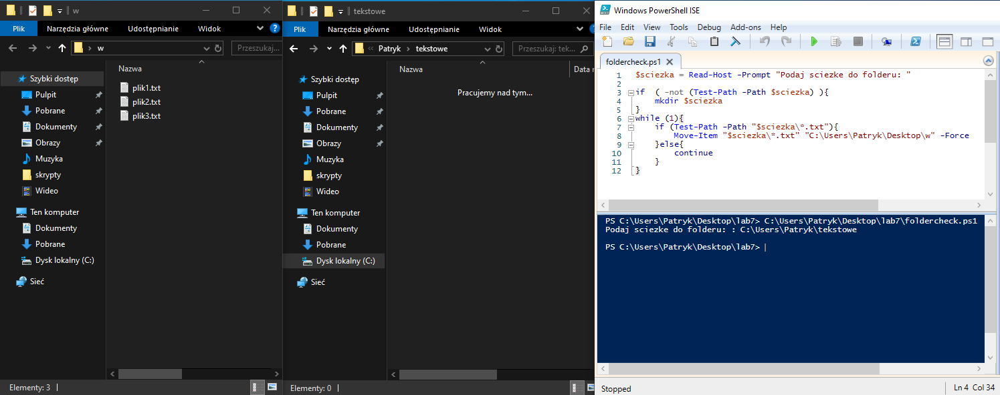 w
Plik Narzędzia główne Udostępnianie Widok
w
Przeszukaj...
Nazwa
Szybki dostęp
Pulpit
Pobrane
Dokumenty
Obrazy
Muzyka
skrypty
Wideo
Ten komputer
Dokumenty
Pobrane
Dysk lokalny (C:)
Sieć
plik1.txt
plik2.txt
plik3.txt
Elementy: 3
tekstowe
Plik Narzędzia główne Udostępnianie Widok
« Patryk › tekstowe
Przeszukaj: tek...
Nazwa Data
Pracujemy nad tym...
Szybki dostęp
Pulpit
Pobrane
Dokumenty
Obrazy
Muzyka
skrypty
Wideo
Ten komputer
Dokumenty
Pobrane
Dysk lokalny (C:)
Sieć
Elementy: 0
Windows PowerShell ISE
File Edit View Tools Debug Add-ons Help
foldercheck.ps1
1 $sciezka = Read-Host -Prompt "Podaj sciezke do folderu: "
2
3 if ( -not (Test-Path -Path $sciezka) ){
4 mkdir $sciezka
5 }
6 while (1){
7 if (Test-Path -Path "$sciezka\*.txt"){
8 Move-Item "$sciezka\*.txt" "C:\Users\Patryk\Desktop\w" -Force
9 }else{
10 continue
11 }
12 }
PS C:\Users\Patryk\Desktop\lab7> C:\Users\Patryk\Desktop\lab7\foldercheck.ps1
Podaj sciezke do folderu: : C:\Users\Patryk\tekstowe
PS C:\Users\Patryk\Desktop\lab7>
Stopped
Ln 4 Col 34